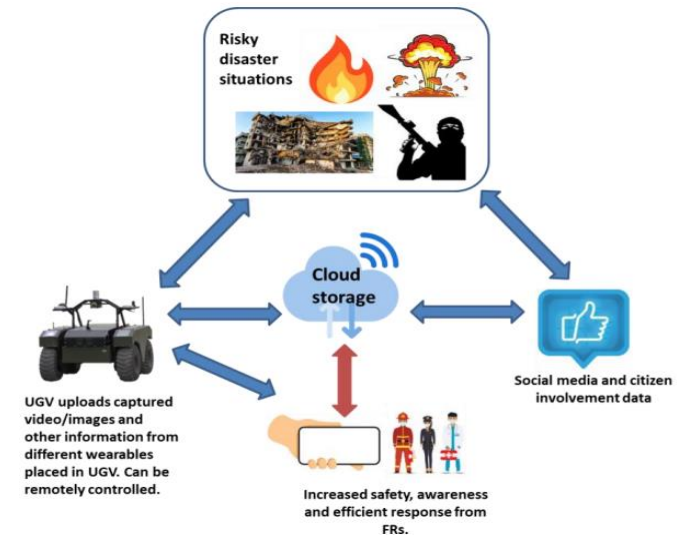 Risky
disaster
situations
Cloud
storage
UGV uploads captured
video/images and
other information from
different wearables
placed in UGV. Can be
remotely controlled.
Social media and citizen
involvement data
Increased safety, awareness
and efficient response from
FRs.